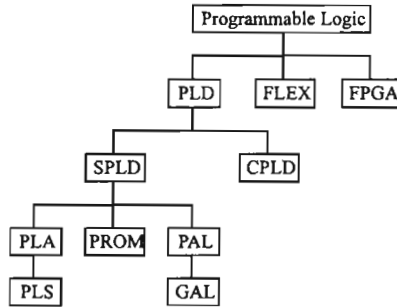 Programmable Logic
PLD FLEX FPGA
SPLD CPLD
PLA PROM PAL
PLS GAL